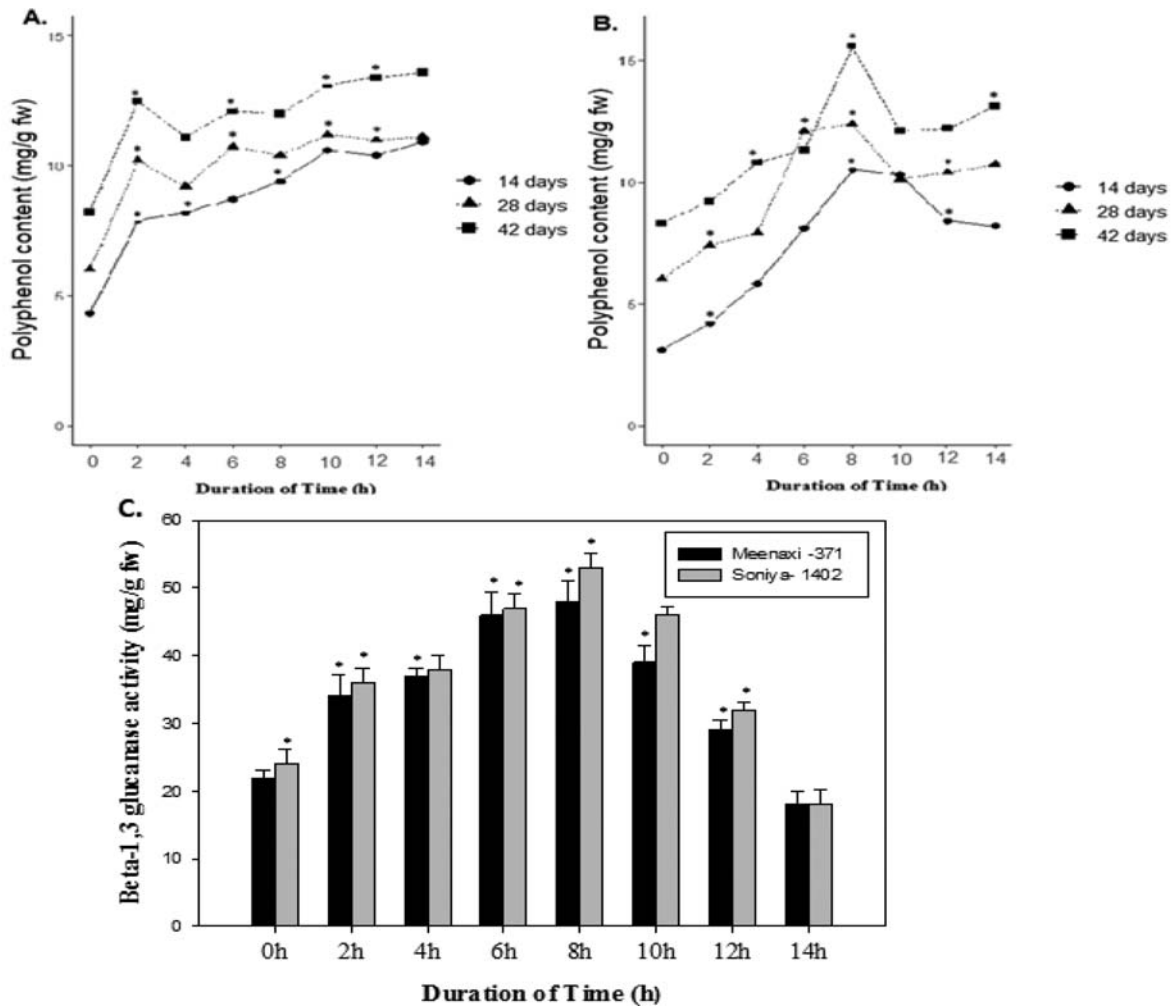 A.
Polyphenol content (mg/g fw)
15
10
5
0
0 2 4 6 8 10 12 14
Duration of Time (h)
14 days
28 days
42 days
B.
Polyphenol content (mg/g fw)
15
10
5
0
0 2 4 6 8 10 12 14
Duration of Time (h)
14 days
28 days
42 days
C.
Beta-1,3 glucanase activity (mg/g fw)
60
50
40
30
20
10
0
Meenaxi -371
Soniya- 1402
0h 2h 4h 6h 8h 10h 12h 14h
Duration of Time (h)